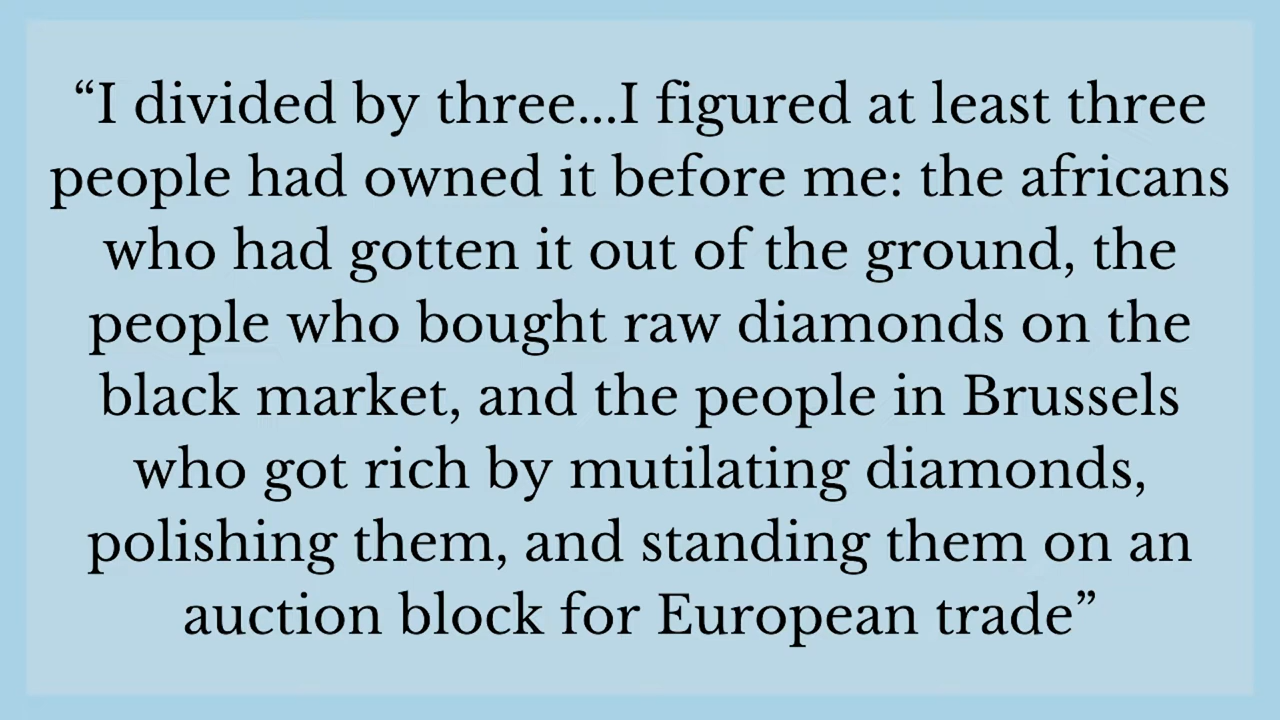 “I divided by three...I figured at least three
people had owned it before me: the africans
who had gotten it out of the ground, the
people who bought raw diamonds on the
black market, and the people in Brussels
who got rich by mutilating diamonds,
polishing them, and standing them on an
auction block for European trade”